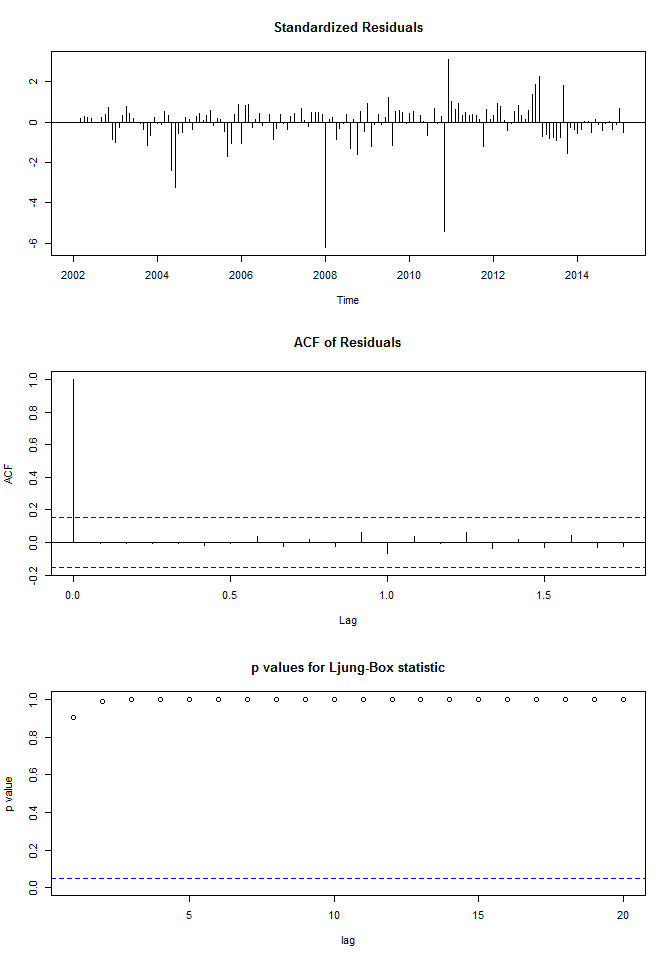 Standardized Residuals
2
0
-2
-4
-6
2002 2004 2006 2008 2010 2012 2014
Time
ACF of Residuals
ACF
1.0
0.8
0.6
0.4
0.2
0.0
-0.2
0.0 0.5 1.0 1.5
Lag
p values for Ljung-Box statistic
p value
1.0
0.8
0.6
0.4
0.2
0.0
5 10 15 20
lag